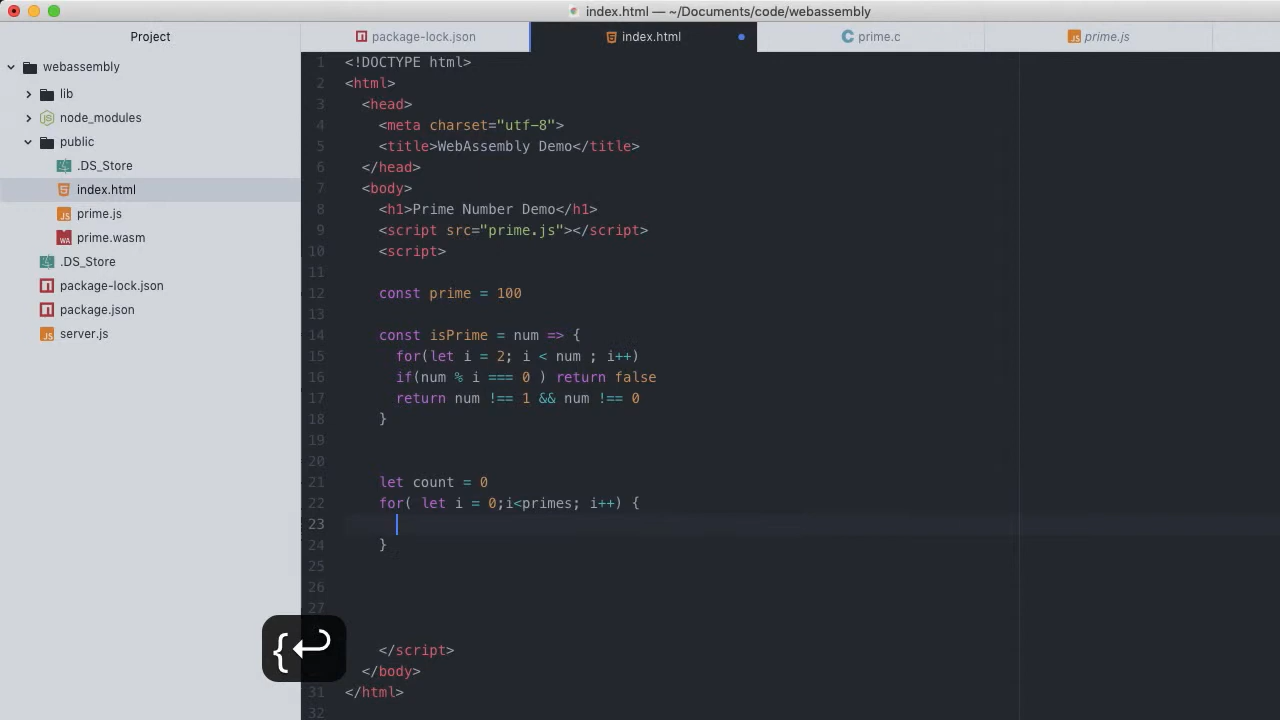 index.html — ~/Documents/code/webassembly
Project
package-lock.json
index.html
prime.c
prime.js
webassembly
lib
node_modules
public
.DS_Store
index.html
prime.js
prime.wasm
.DS_Store
package-lock.json
package.json
server.js
1 <!DOCTYPE html>
2 <html>
3 <head>
4 <meta charset="utf-8">
5 <title>WebAssembly Demo</title>
6 </head>
7 <body>
8 <h1>Prime Number Demo</h1>
9 <script src="prime.js"></script>
10 <script>
11
12 const prime = 100
13
14 const isPrime = num => {
15 for(let i = 2; i < num ; i++)
16 if(num % i === 0 ) return false
17 return num !== 1 && num !== 0
18 }
19
20
21 let count = 0
22 for( let i = 0;i<primes; i++) {
23
24 }
25
26
27
</script>
</body>
31 </html>
32
{